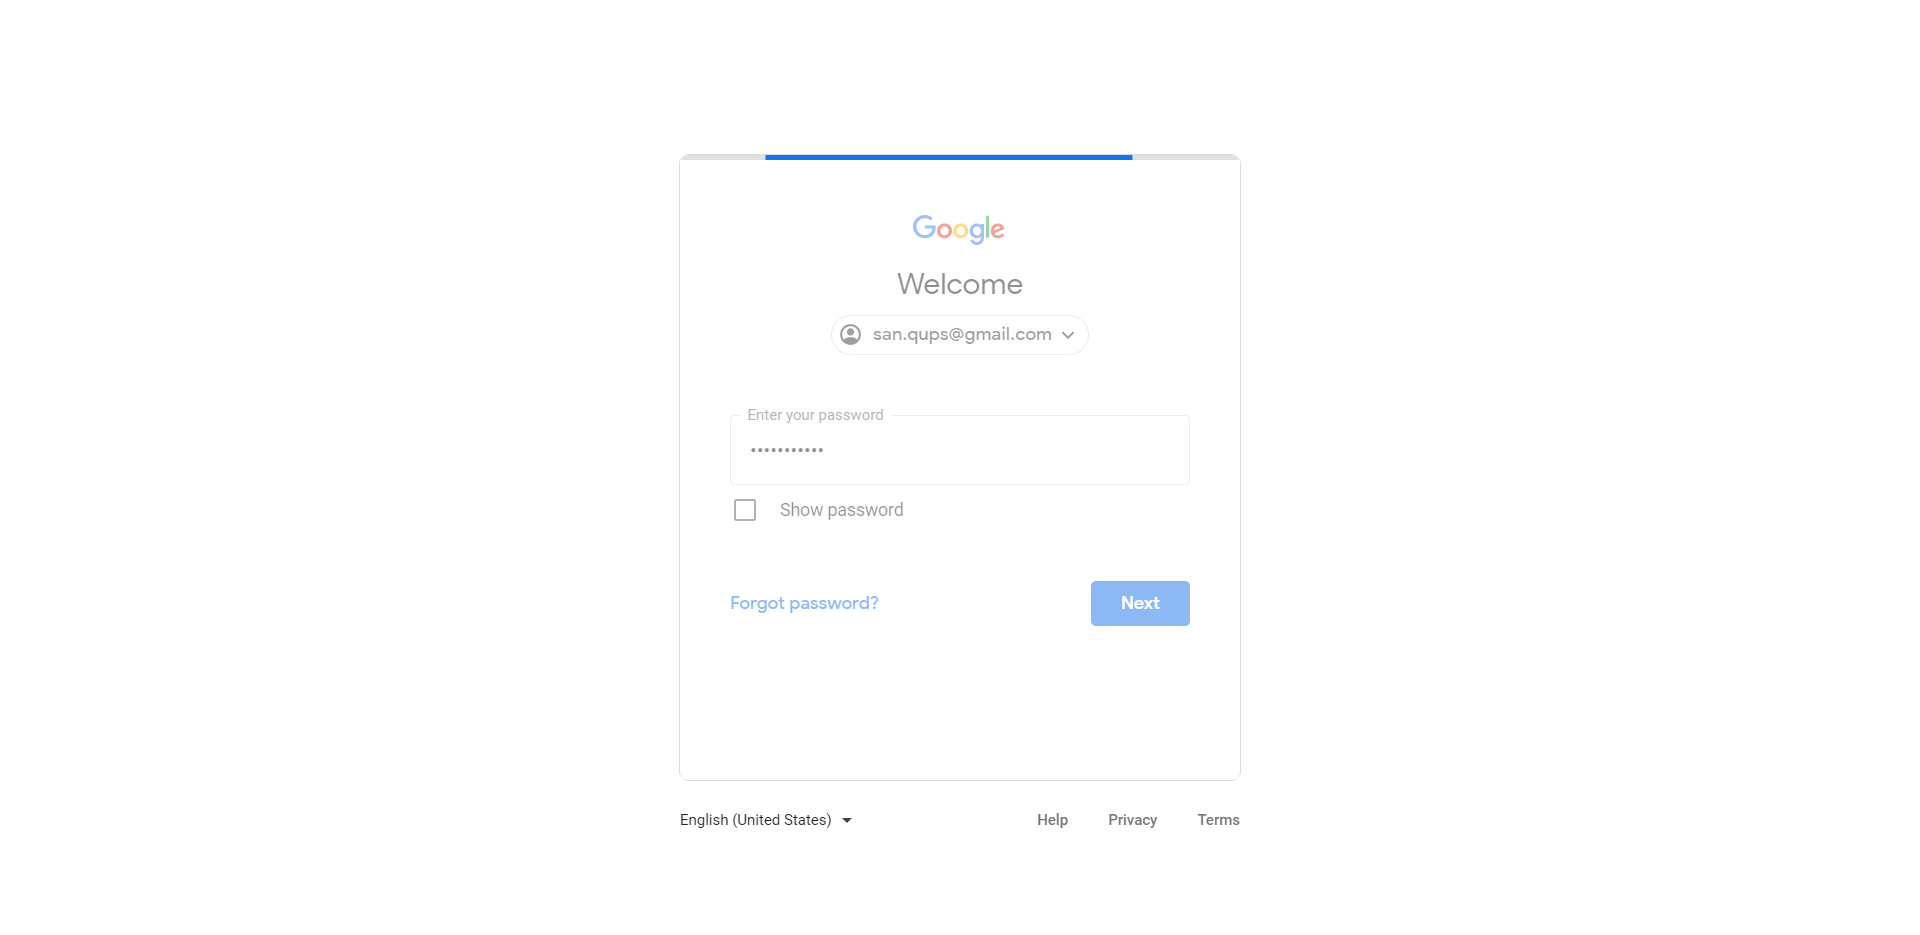 Google
Welcome
san.qups@gmail.com
Enter your password
•••••••••••
Show password
Forgot password?
Next
English (United States)
Help Privacy Terms